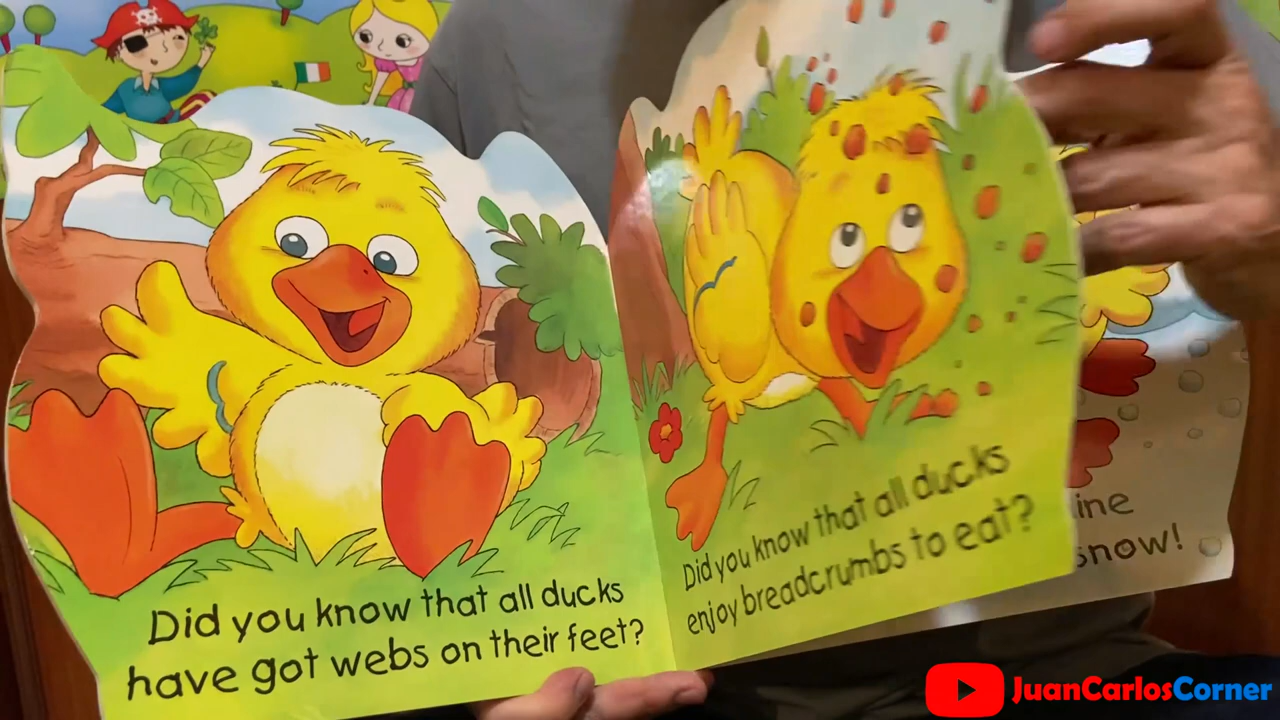 Did you know that all ducks
have got webs on their feet?
Did you know that all ducks
enjoy breadcrumbs to eat?
ine
snow!
JuanCarlosCorner